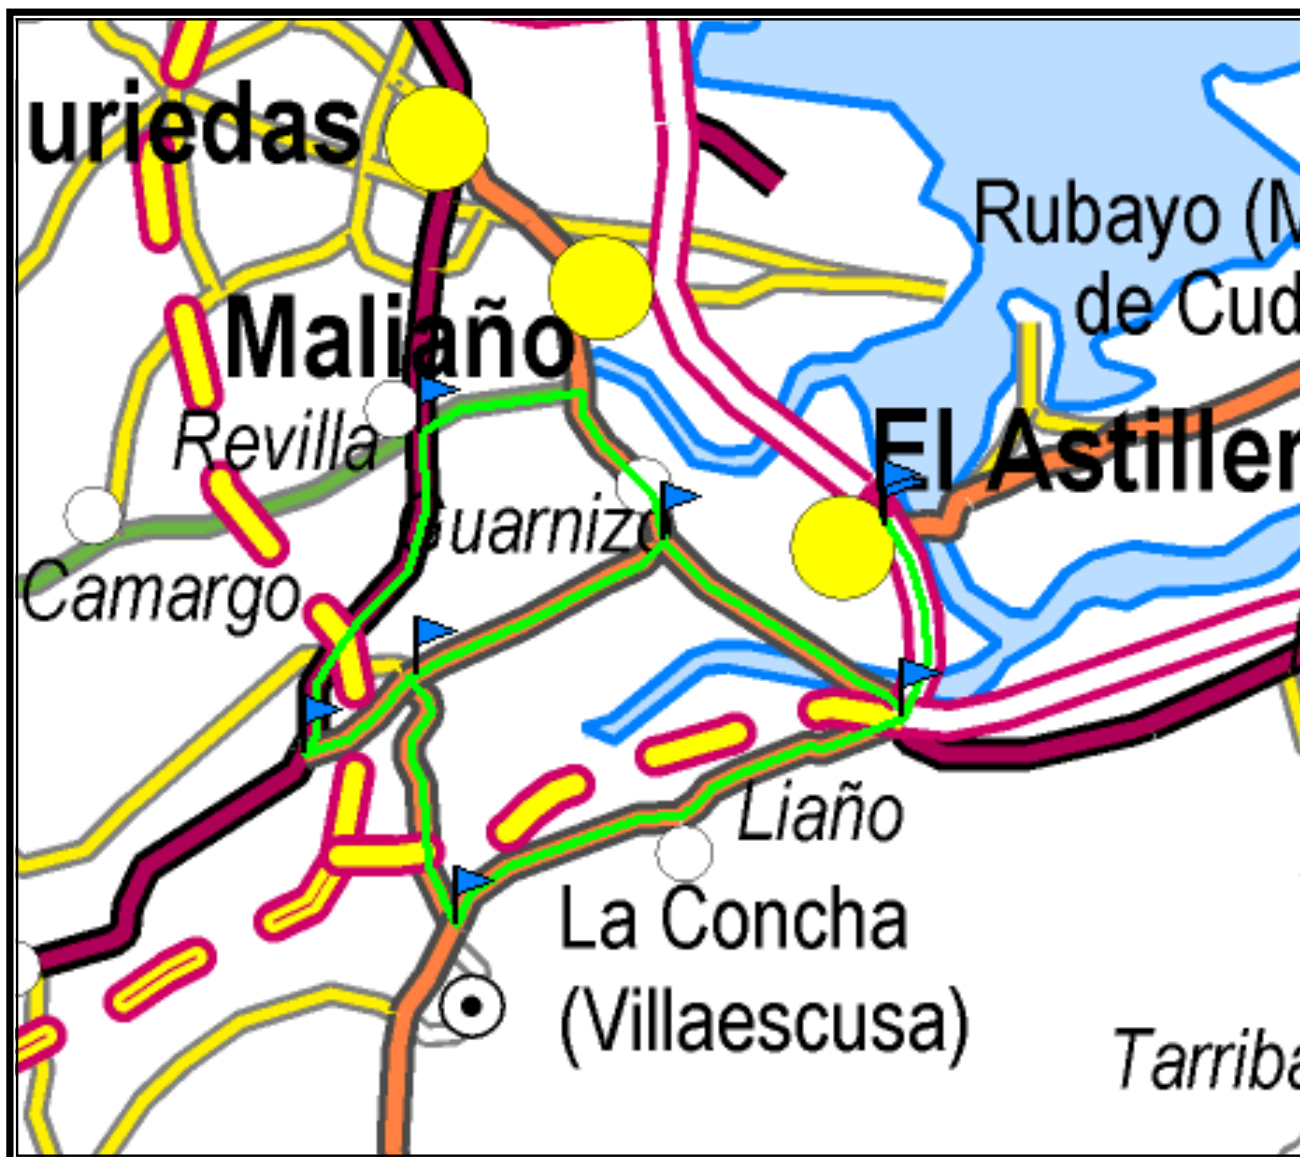 uriedas
Rubayo (M
de Cud
Maliaño
Revilla
El Astiller
Guarnizo
Camargo
Liaño
La Concha
(Villaescusa)
Tarriba